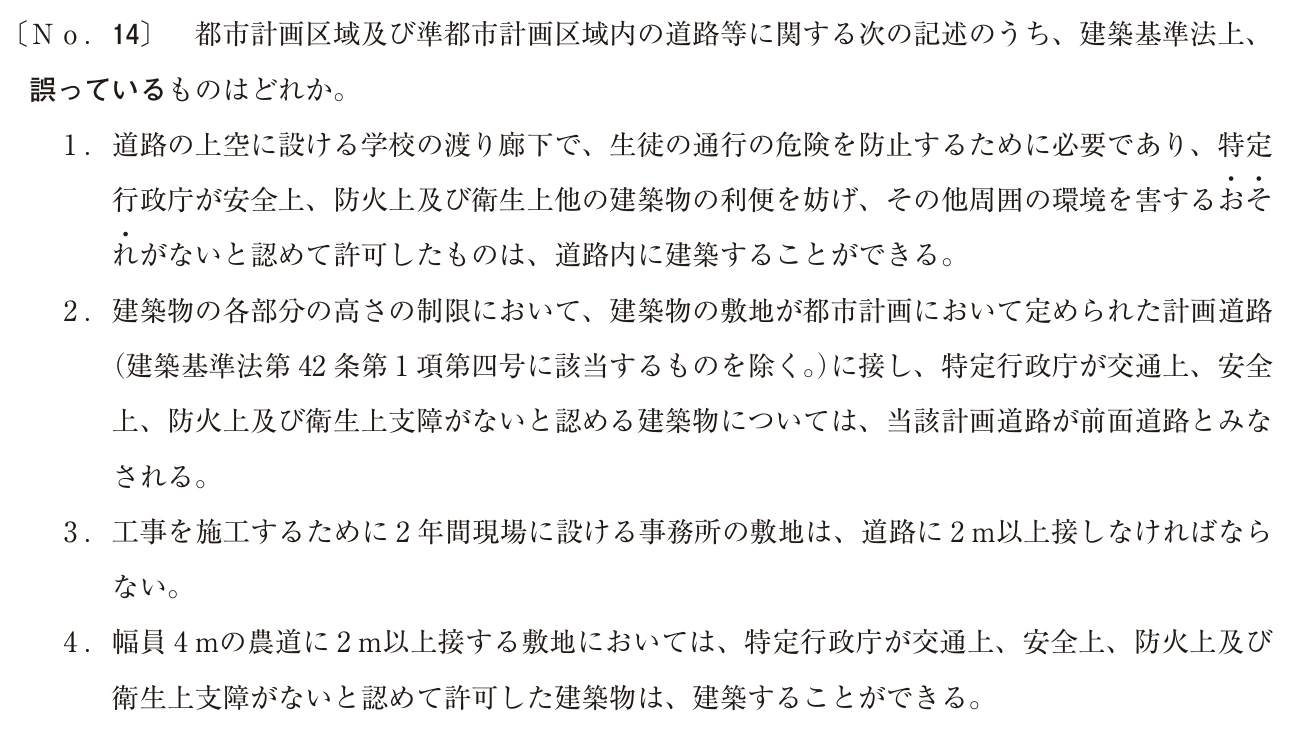 〔No. 14〕　都市計画区域及び準都市計画区域内の道路等に関する次の記述のうち、建築基準法上、
誤っているものはどれか。
1. 道路の上空に設ける学校の渡り廊下で、生徒の通行の危険を防止するために必要であり、特定
行政庁が安全上、防火上及び衛生上他の建築物の利便を妨げ、その他周囲の環境を害するおそ
れがないと認めて許可したものは、道路内に建築することができる。
2. 建築物の各部分の高さの制限において、建築物の敷地が都市計画において定められた計画道路
(建築基準法第 42 条第1項第四号に該当するものを除く。)に接し、特定行政庁が交通上、安全
上、防火上及び衛生上支障がないと認める建築物については、当該計画道路が前面道路とみな
される。
3. 工事を施工するために2年間現場に設ける事務所の敷地は、道路に2m以上接しなければなら
ない。
4. 幅員4mの農道に2m以上接する敷地においては、特定行政庁が交通上、安全上、防火上及び
衛生上支障がないと認めて許可した建築物は、建築することができる。